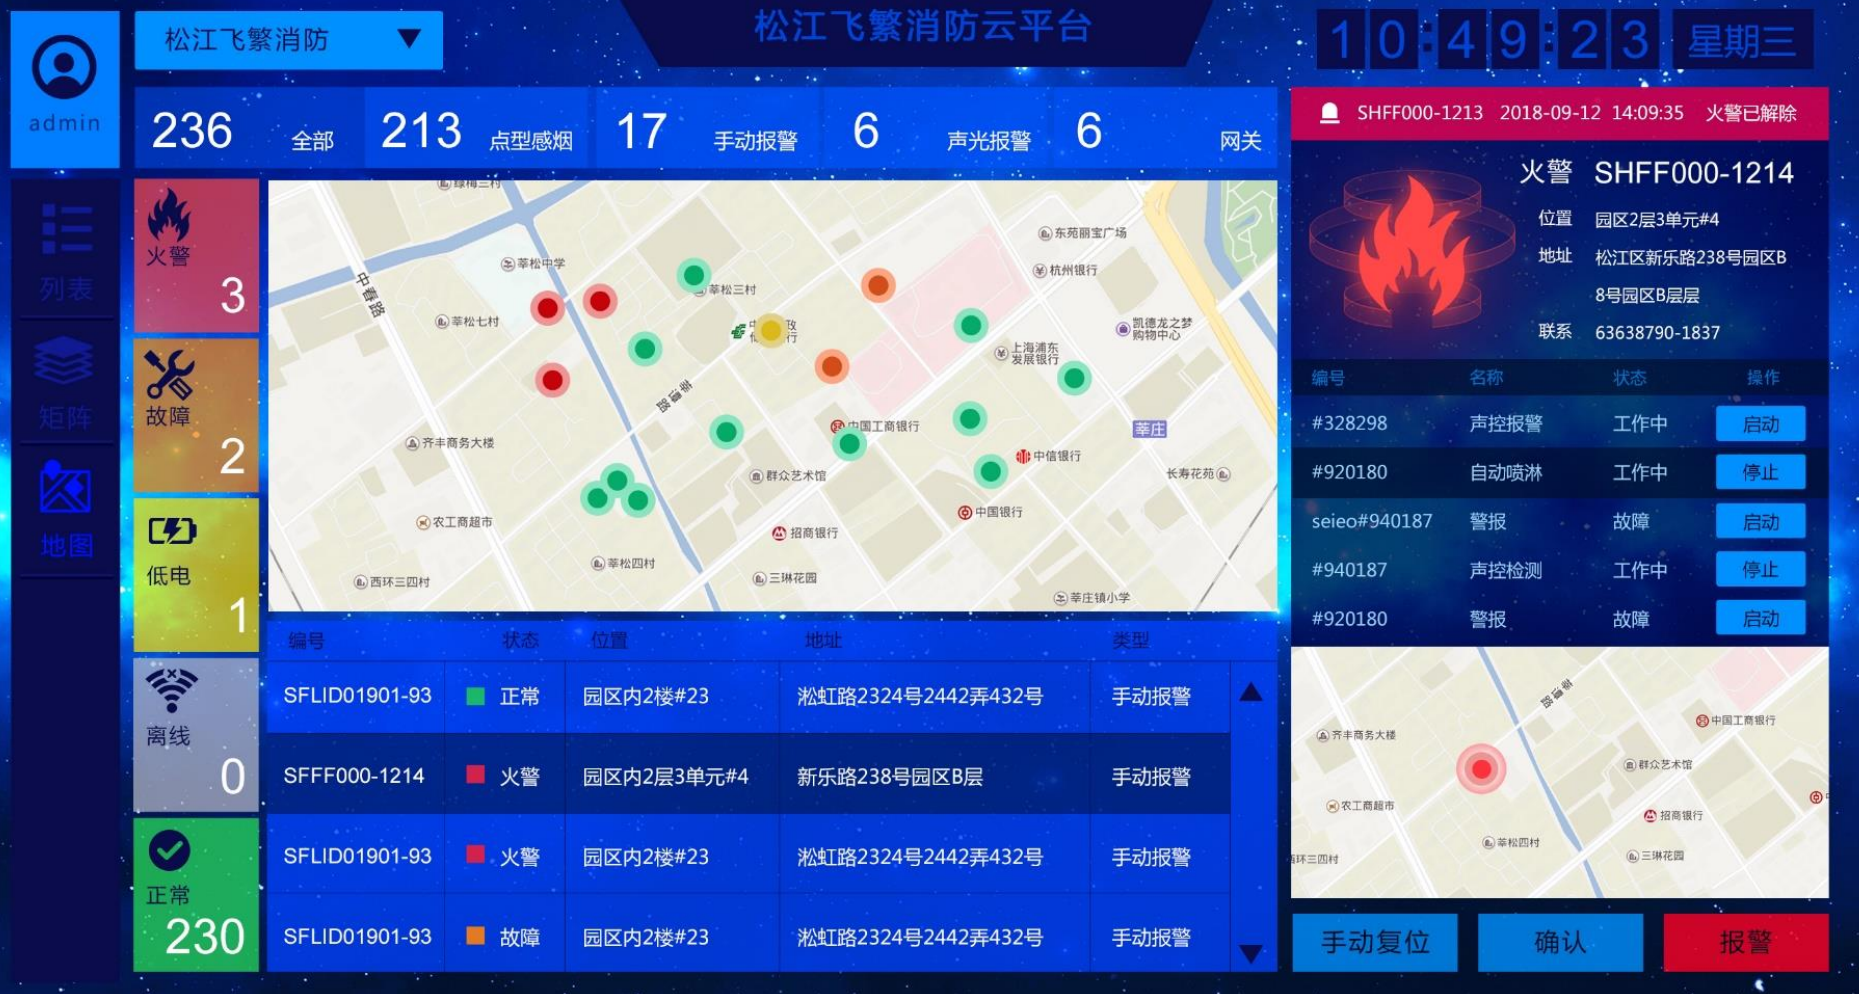 admin
松江飞繁消防
松江飞繁消防云平台
10:49:23 星期三
236 全部
213 点型感烟
17 手动报警
6 声光报警
6 网关
列表
矩阵
地图
火警
3
故障
2
低电
1
离线
0
正常
230
绿梅三村
莘松中学
中春路
莘松七村
莘松三村
东苑丽宝广场
杭州银行
凯德龙之梦
购物中心
上海浦东
发展银行
莘庄
中国工商银行
齐丰商务大楼
群众艺术馆
中信银行
长寿花苑
农工商超市
中国银行
招商银行
莘松四村
三琳花园
西环三四村
莘庄镇小学
编号 状态 位置 地址 类型
SFLID01901-93 正常 园区内2楼#23 淞虹路2324号2442弄432号 手动报警
SFFF000-1214 火警 园区内2层3单元#4 新乐路238号园区B层 手动报警
SFLID01901-93 火警 园区内2楼#23 淞虹路2324号2442弄432号 手动报警
SFLID01901-93 故障 园区内2楼#23 淞虹路2324号2442弄432号 手动报警
SHFF000-1213 2018-09-12 14:09:35 火警已解除
火警 SHFF000-1214
位置 园区2层3单元#4
地址 松江区新乐路238号园区B
8号园区B层层
联系 63638790-1837
编号 名称 状态 操作
#328298 声控报警 工作中 启动
#920180 自动喷淋 工作中 停止
seieo#940187 警报 故障 启动
#940187 声控检测 工作中 停止
#920180 警报 故障 启动
中国工商银行
齐丰商务大楼
群众艺术馆
农工商超市
招商银行
莘松四村
三琳花园
环三四村
手动复位 确认 报警